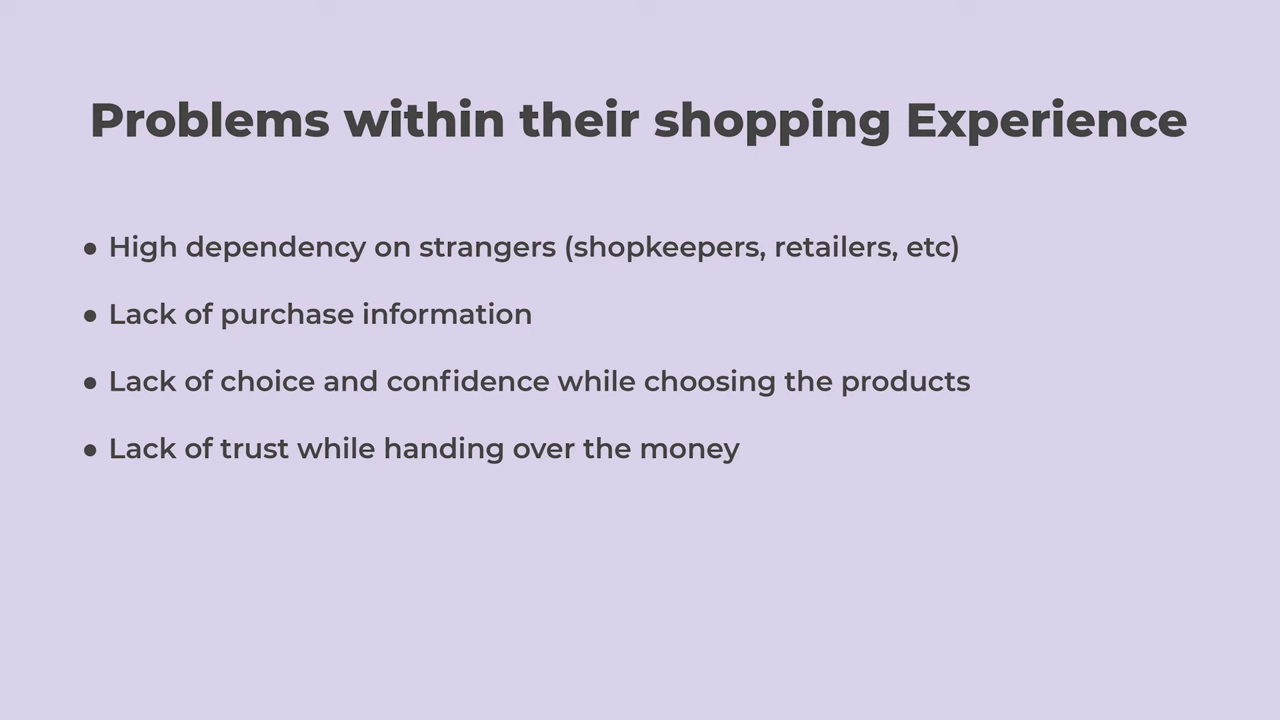 Problems within their shopping Experience
● High dependency on strangers (shopkeepers, retailers, etc)
● Lack of purchase information
● Lack of choice and confidence while choosing the products
● Lack of trust while handing over the money